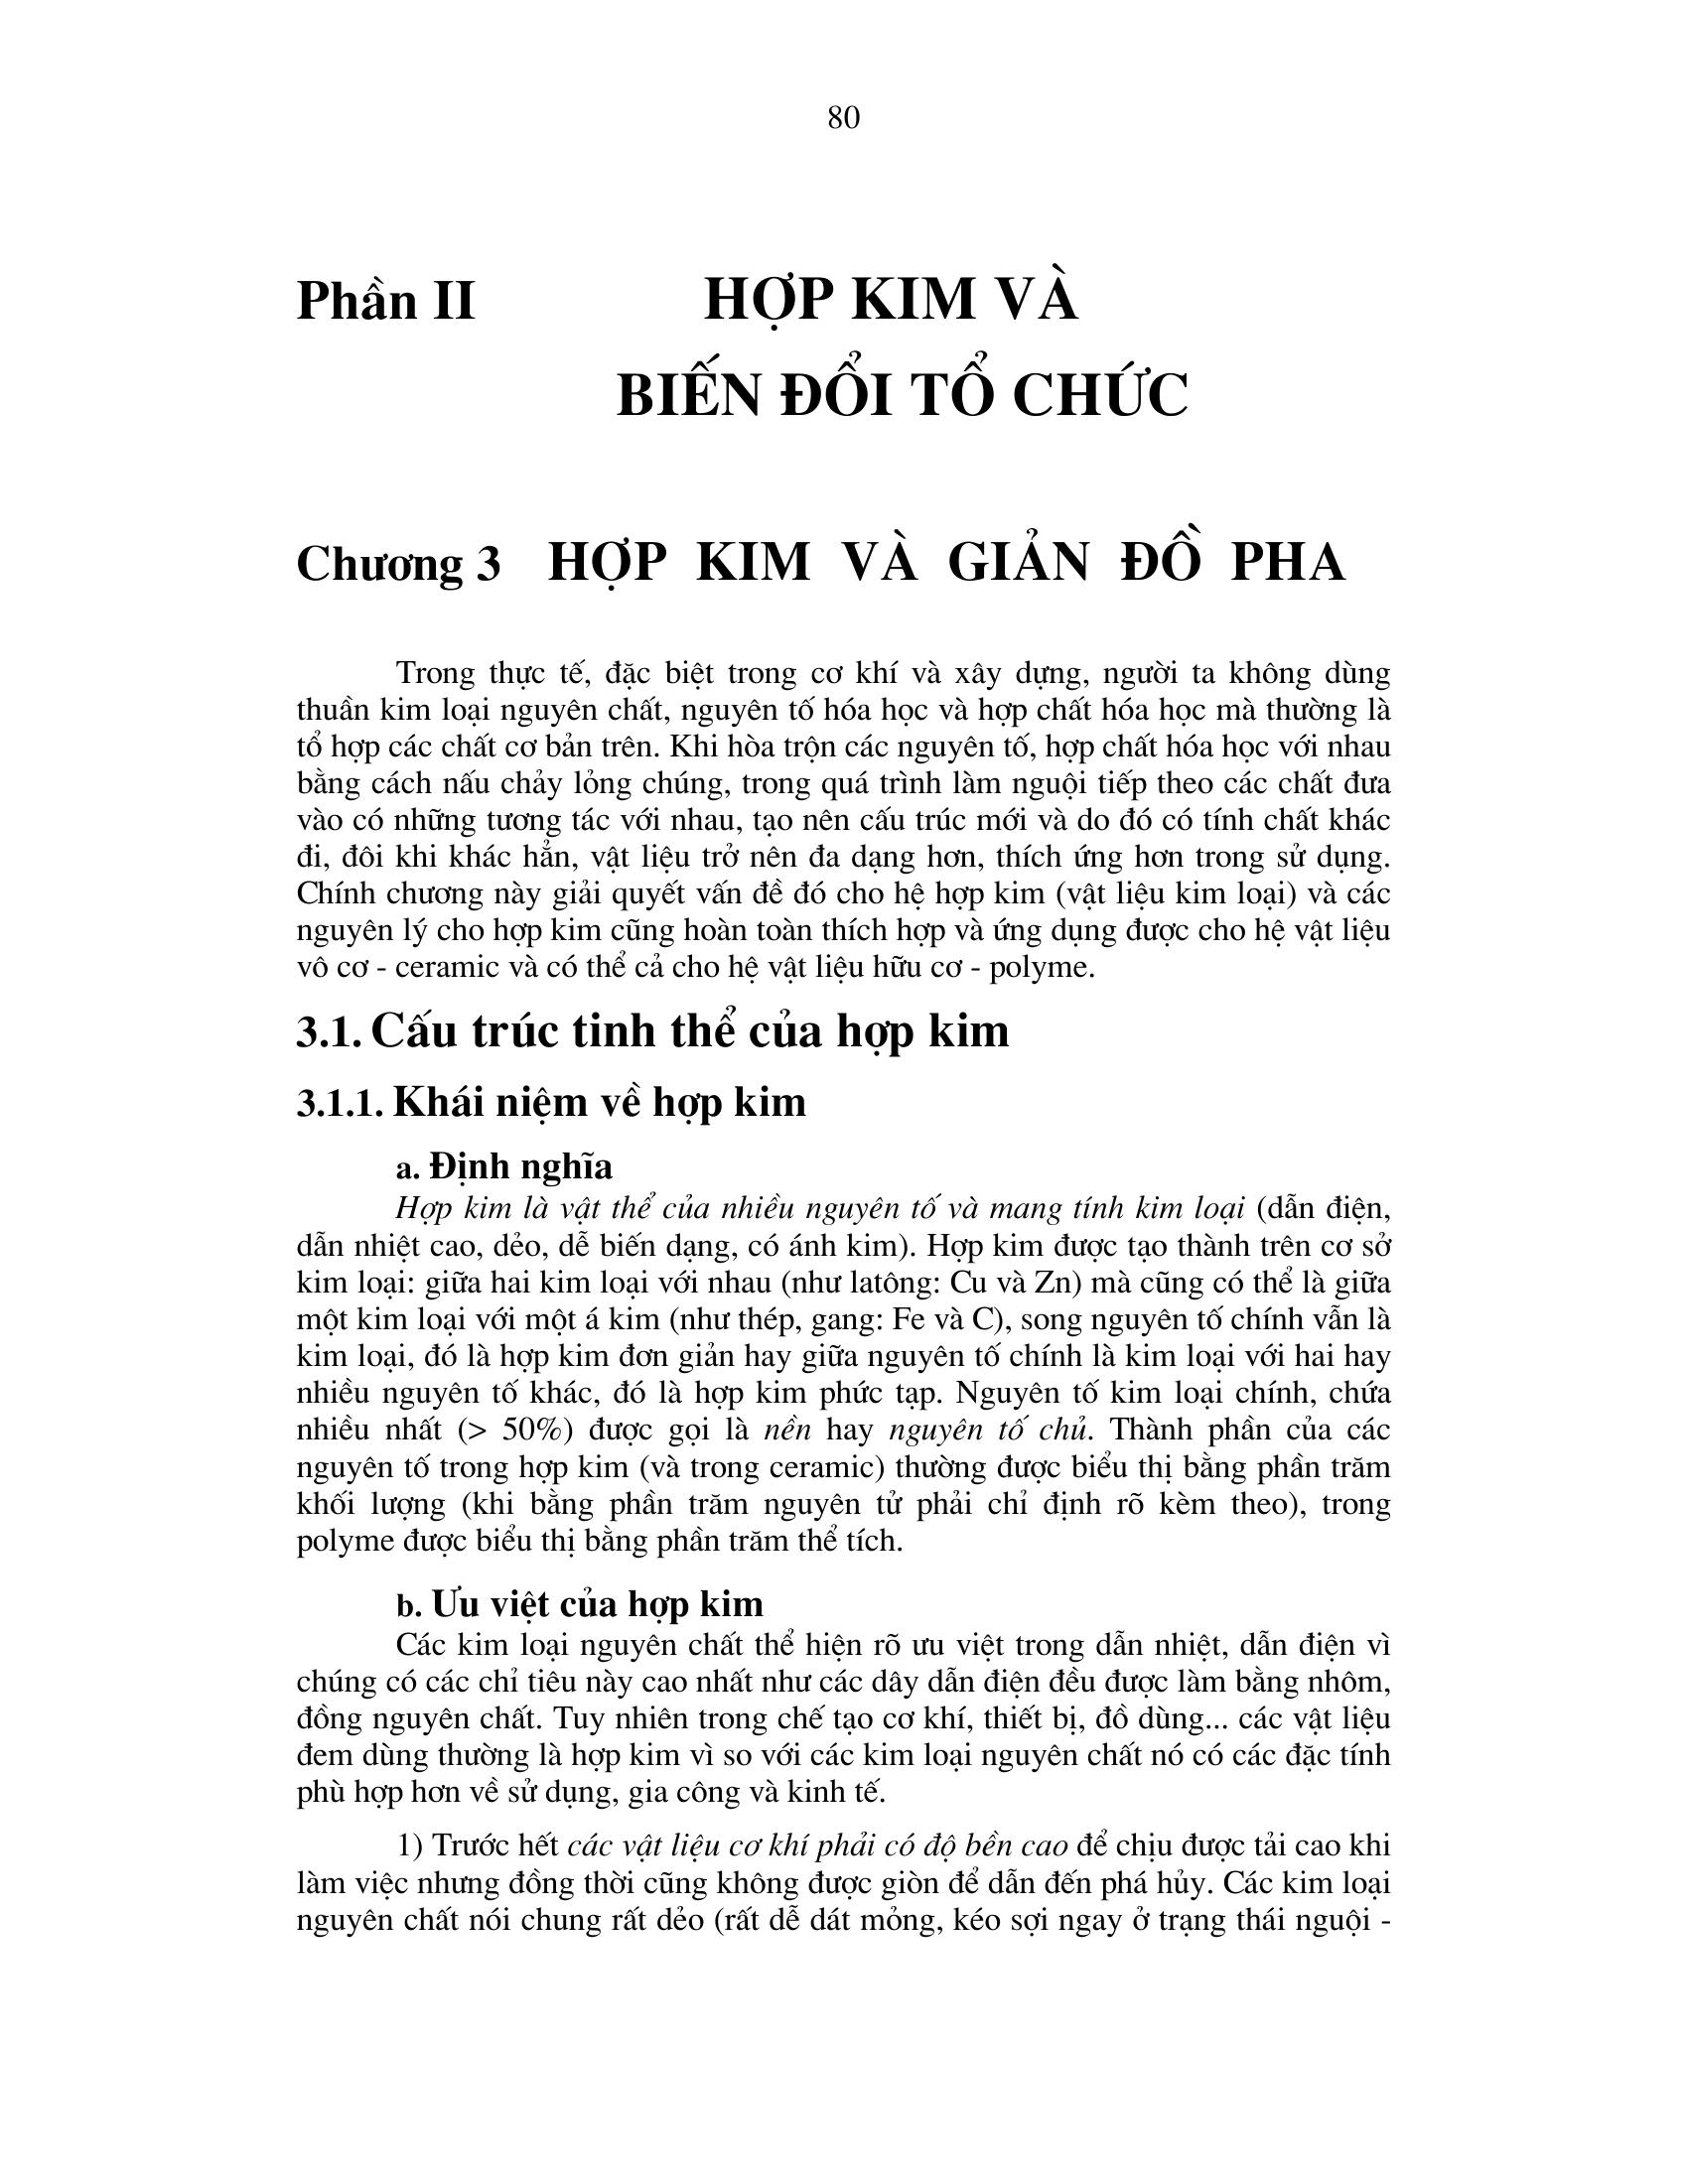 80
Phần II HỢP KIM VÀ
BIẾN ĐỔI TỔ CHỨC
Chương 3 HỢP KIM VÀ GIẢN ĐỒ PHA
Trong thực tế, đặc biệt trong cơ khí và xây dựng, người ta không dùng
thuần kim loại nguyên chất, nguyên tố hóa học và hợp chất hóa học mà thường là
tổ hợp các chất cơ bản trên. Khi hòa trộn các nguyên tố, hợp chất hóa học với nhau
bằng cách nấu chảy lỏng chúng, trong quá trình làm nguội tiếp theo các chất đưa
vào có những tương tác với nhau, tạo nên cấu trúc mới và do đó có tính chất khác
đi, đôi khi khác hẳn, vật liệu trở nên đa dạng hơn, thích ứng hơn trong sử dụng.
Chính chương này giải quyết vấn đề đó cho hệ hợp kim (vật liệu kim loại) và các
nguyên lý cho hợp kim cũng hoàn toàn thích hợp và ứng dụng được cho hệ vật liệu
vô cơ - ceramic và có thể cả cho hệ vật liệu hữu cơ - polyme.
3.1. Cấu trúc tinh thể của hợp kim
3.1.1. Khái niệm về hợp kim
a. Định nghĩa
Hợp kim là vật thể của nhiều nguyên tố và mang tính kim loại (dẫn điện,
dẫn nhiệt cao, dẻo, dễ biến dạng, có ánh kim). Hợp kim được tạo thành trên cơ sở
kim loại: giữa hai kim loại với nhau (như latông: Cu và Zn) mà cũng có thể là giữa
một kim loại với một á kim (như thép, gang: Fe và C), song nguyên tố chính vẫn là
kim loại, đó là hợp kim đơn giản hay giữa nguyên tố chính là kim loại với hai hay
nhiều nguyên tố khác, đó là hợp kim phức tạp. Nguyên tố kim loại chính, chứa
nhiều nhất (> 50%) được gọi là nền hay nguyên tố chủ. Thành phần của các
nguyên tố trong hợp kim (và trong ceramic) thường được biểu thị bằng phần trăm
khối lượng (khi bằng phần trăm nguyên tử phải chỉ định rõ kèm theo), trong
polyme được biểu thị bằng phần trăm thể tích.
b. Ưu việt của hợp kim
Các kim loại nguyên chất thể hiện rõ ưu việt trong dẫn nhiệt, dẫn điện vì
chúng có các chỉ tiêu này cao nhất như các dây dẫn điện đều được làm bằng nhôm,
đồng nguyên chất. Tuy nhiên trong chế tạo cơ khí, thiết bị, đồ dùng... các vật liệu
đem dùng thường là hợp kim vì so với các kim loại nguyên chất nó có các đặc tính
phù hợp hơn về sử dụng, gia công và kinh tế.
1) Trước hết các vật liệu cơ khí phải có độ bền cao để chịu được tải cao khi
làm việc nhưng đồng thời cũng không được giòn để dẫn đến phá hủy. Các kim loại
nguyên chất nói chung rất dẻo (rất dễ dát mỏng, kéo sợi ngay ở trạng thái nguội -